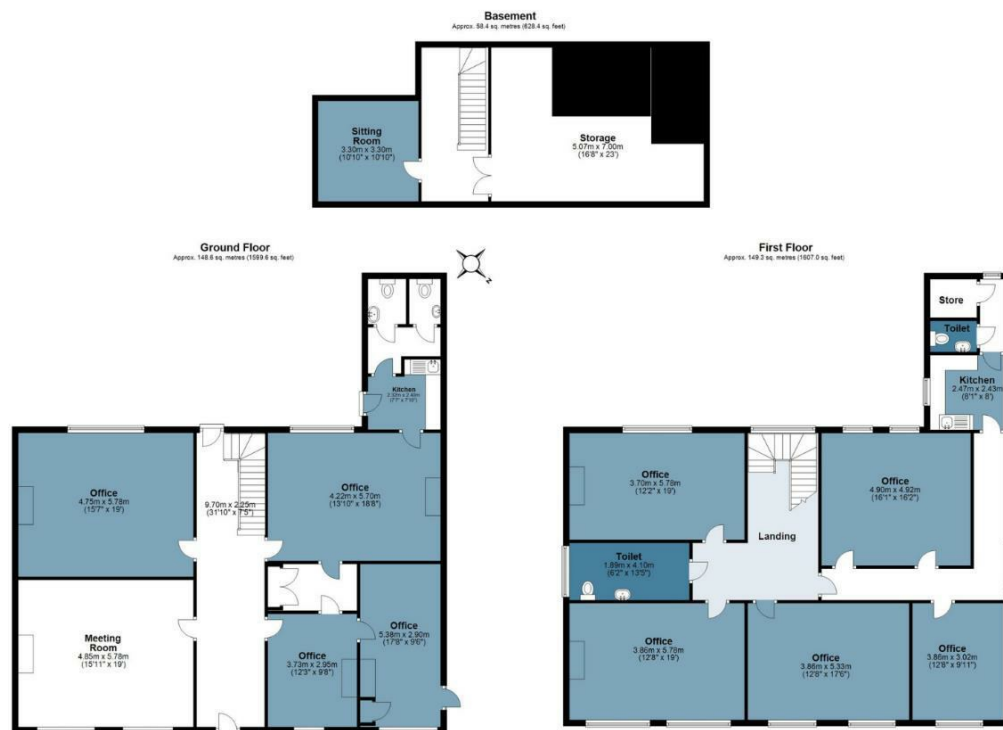 Basement
Approx. 58.4 sq. metres (628.4 sq. feet)
Sitting
Room
3.30m x 3.30m
(10'10" x 10'10")
Storage
5.07m x 7.00m
(16'8" x 23')
Ground Floor
Approx. 148.6 sq. metres (1599.6 sq. feet)
N
Kitchen
Office
4.75m x 5.78m
(15'7" x 19')
9.70m x 2.25m
(31'10" x 7'5")
Office
4.22m x 5.70m
(13'10" x 18'8")
Meeting
Room
4.85m x 5.78m
(15'11" x 19')
Office
3.73m x 2.95m
(12'3" x 9'8")
Office
5.38m x 2.90m
(17'8" x 9'6")
First Floor
Approx. 149.3 sq. metres (1607.0 sq. feet)
Store
Toilet
Kitchen
2.47m x 2.43m
(8'1" x 8')
Office
3.70m x 5.78m
(12'2" x 19')
Landing
Office
4.90m x 4.92m
(16'1" x 16'2")
Toilet
1.89m x 4.10m
(6'2" x 13'5")
Office
3.86m x 5.78m
(12'8" x 19')
Office
3.86m x 5.33m
(12'8" x 17'6")
Office
3.86m x 3.02m
(12'8" x 9'11")